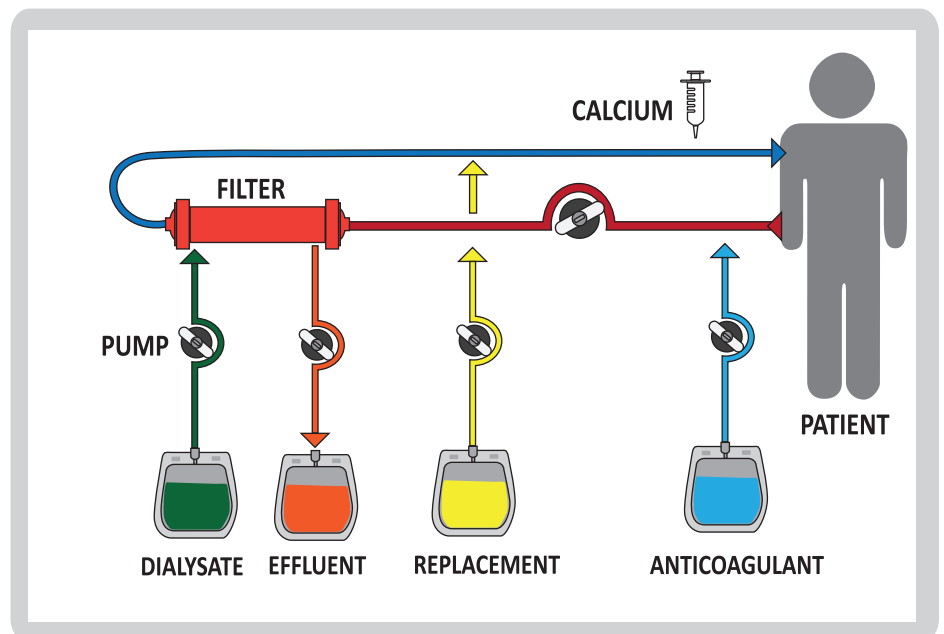 CALCIUM
FILTER
PUMP
PATIENT
DIALYSATE
EFFLUENT
REPLACEMENT
ANTICOAGULANT